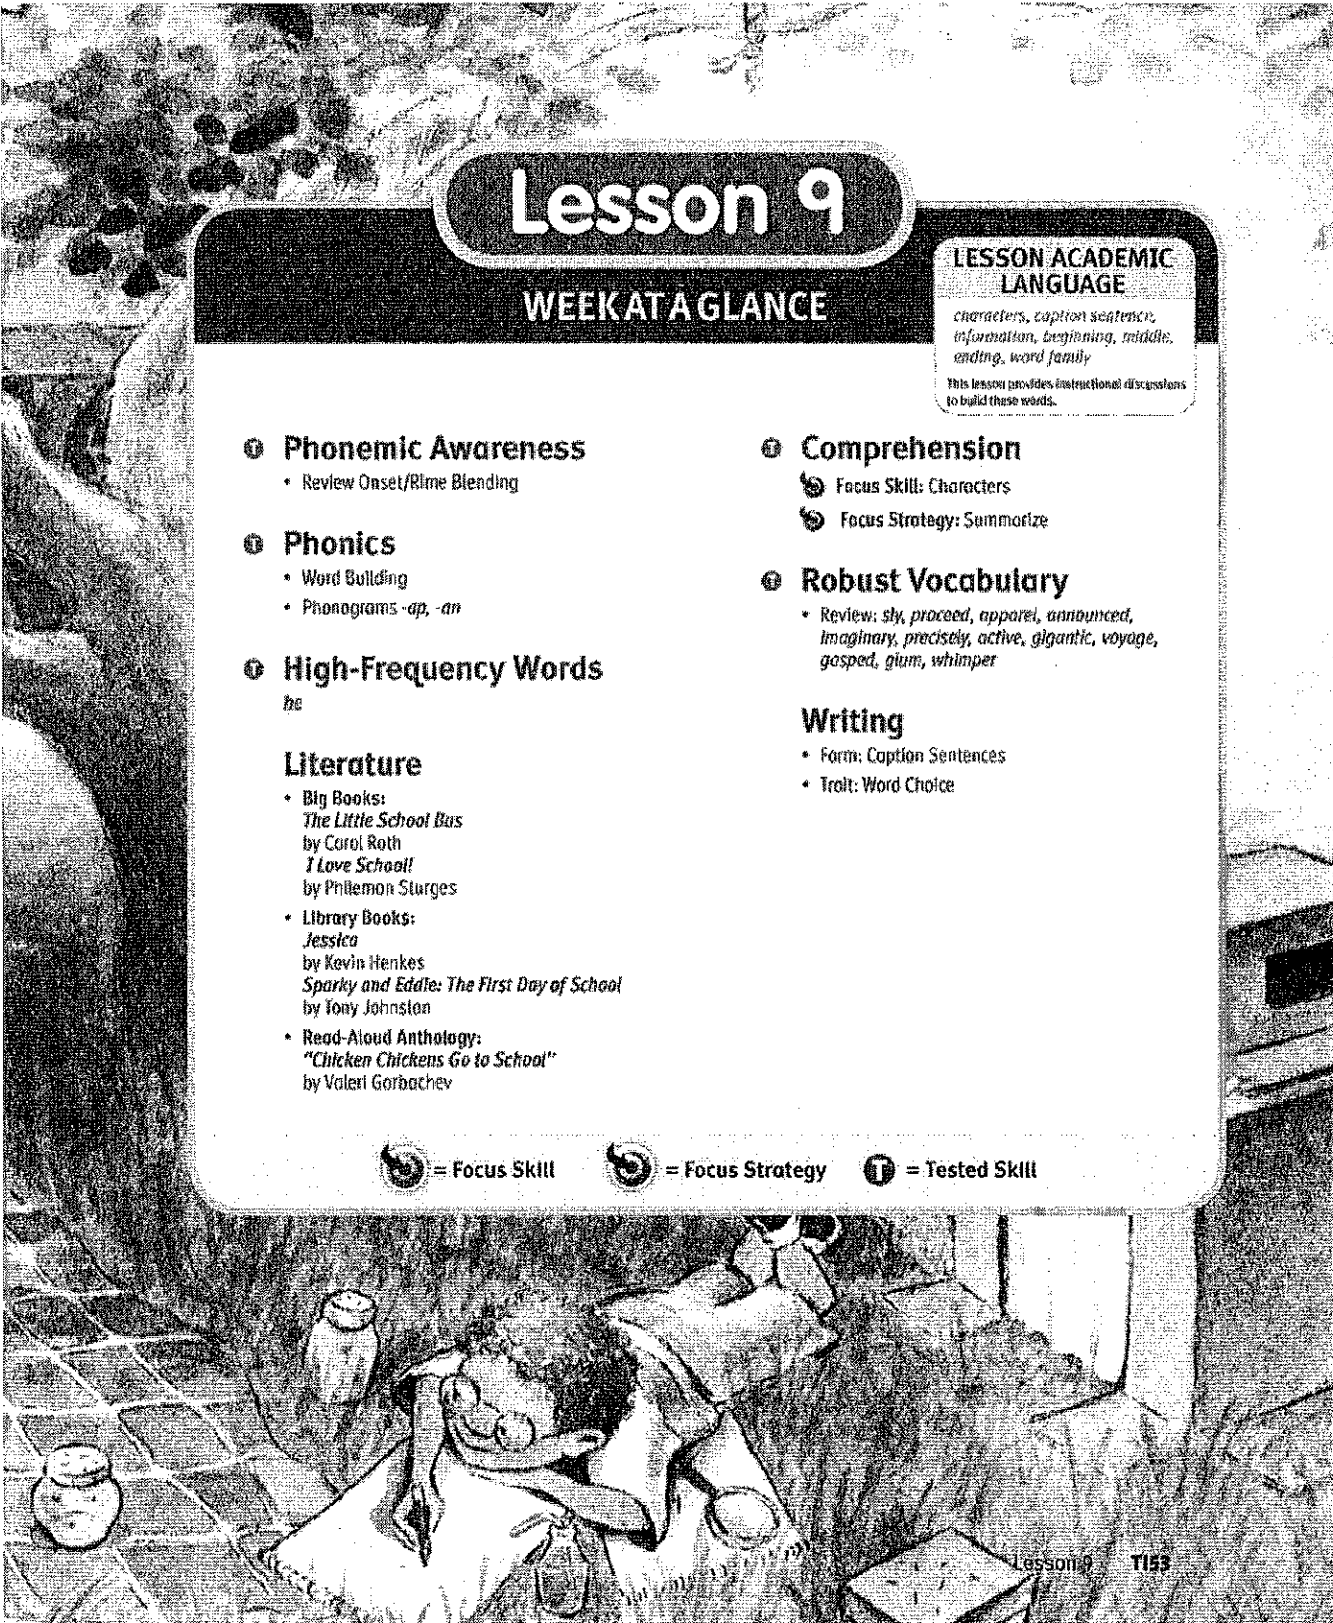 Lesson 9
WEEK AT A GLANCE
LESSON ACADEMIC
LANGUAGE
characters, caption sentence,
information, beginning, middle,
ending, word family
This lesson provides instructional discussions
to build these words.
T Phonemic Awareness
• Review Onset/Rime Blending
T Phonics
• Word Building
• Phonograms -ap, -an
T High-Frequency Words
he
Literature
• Big Books:
The Little School Bus
by Carol Roth
I Love School!
by Philemon Sturges
• Library Books:
Jessica
by Kevin Henkes
Sparky and Eddie: The First Day of School
by Tony Johnston
• Read-Aloud Anthology:
"Chicken Chickens Go to School"
by Valeri Gorbachev
T Comprehension
Focus Skill: Characters
Focus Strategy: Summarize
T Robust Vocabulary
• Review: sly, proceed, apparel, announced,
imaginary, precisely, active, gigantic, voyage,
gasped, glum, whimper
Writing
• Form: Caption Sentences
• Trait: Word Choice
= Focus Skill = Focus Strategy T = Tested Skill
Lesson 9 T153